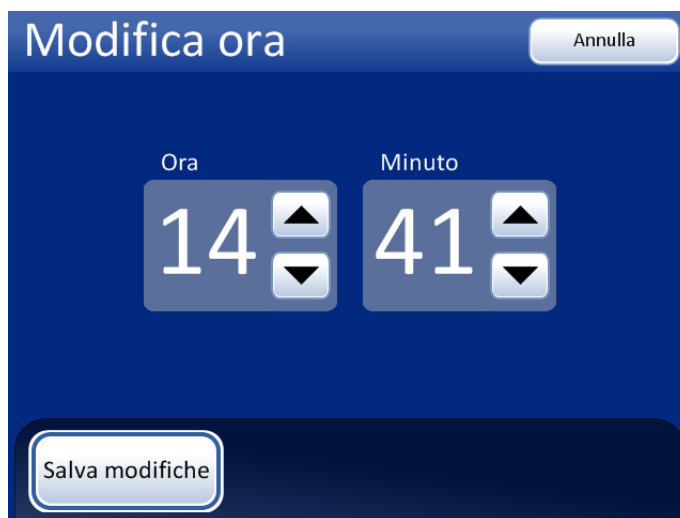 Modifica ora
Annulla
Ora
Minuto
14
41
Salva modifiche